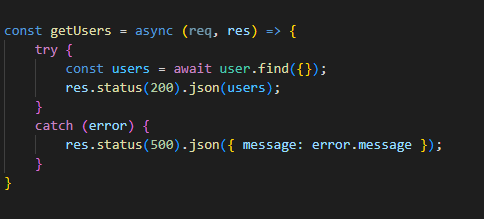 const getUsers = async (req, res) => {
    try {
        const users = await user.find({});
        res.status(200).json(users);
    }
    catch (error) {
        res.status(500).json({ message: error.message });
    }
}